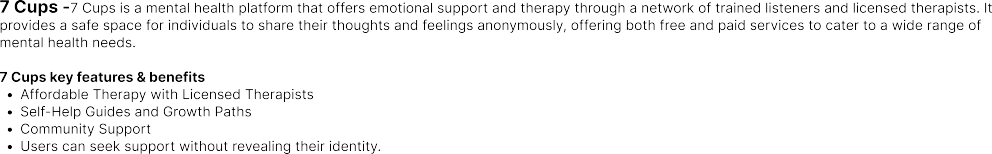 7 Cups -7 Cups is a mental health platform that offers emotional support and therapy through a network of trained listeners and licensed therapists. It
provides a safe space for individuals to share their thoughts and feelings anonymously, offering both free and paid services to cater to a wide range of
mental health needs.
7 Cups key features & benefits
• Affordable Therapy with Licensed Therapists
• Self-Help Guides and Growth Paths
• Community Support
• Users can seek support without revealing their identity.